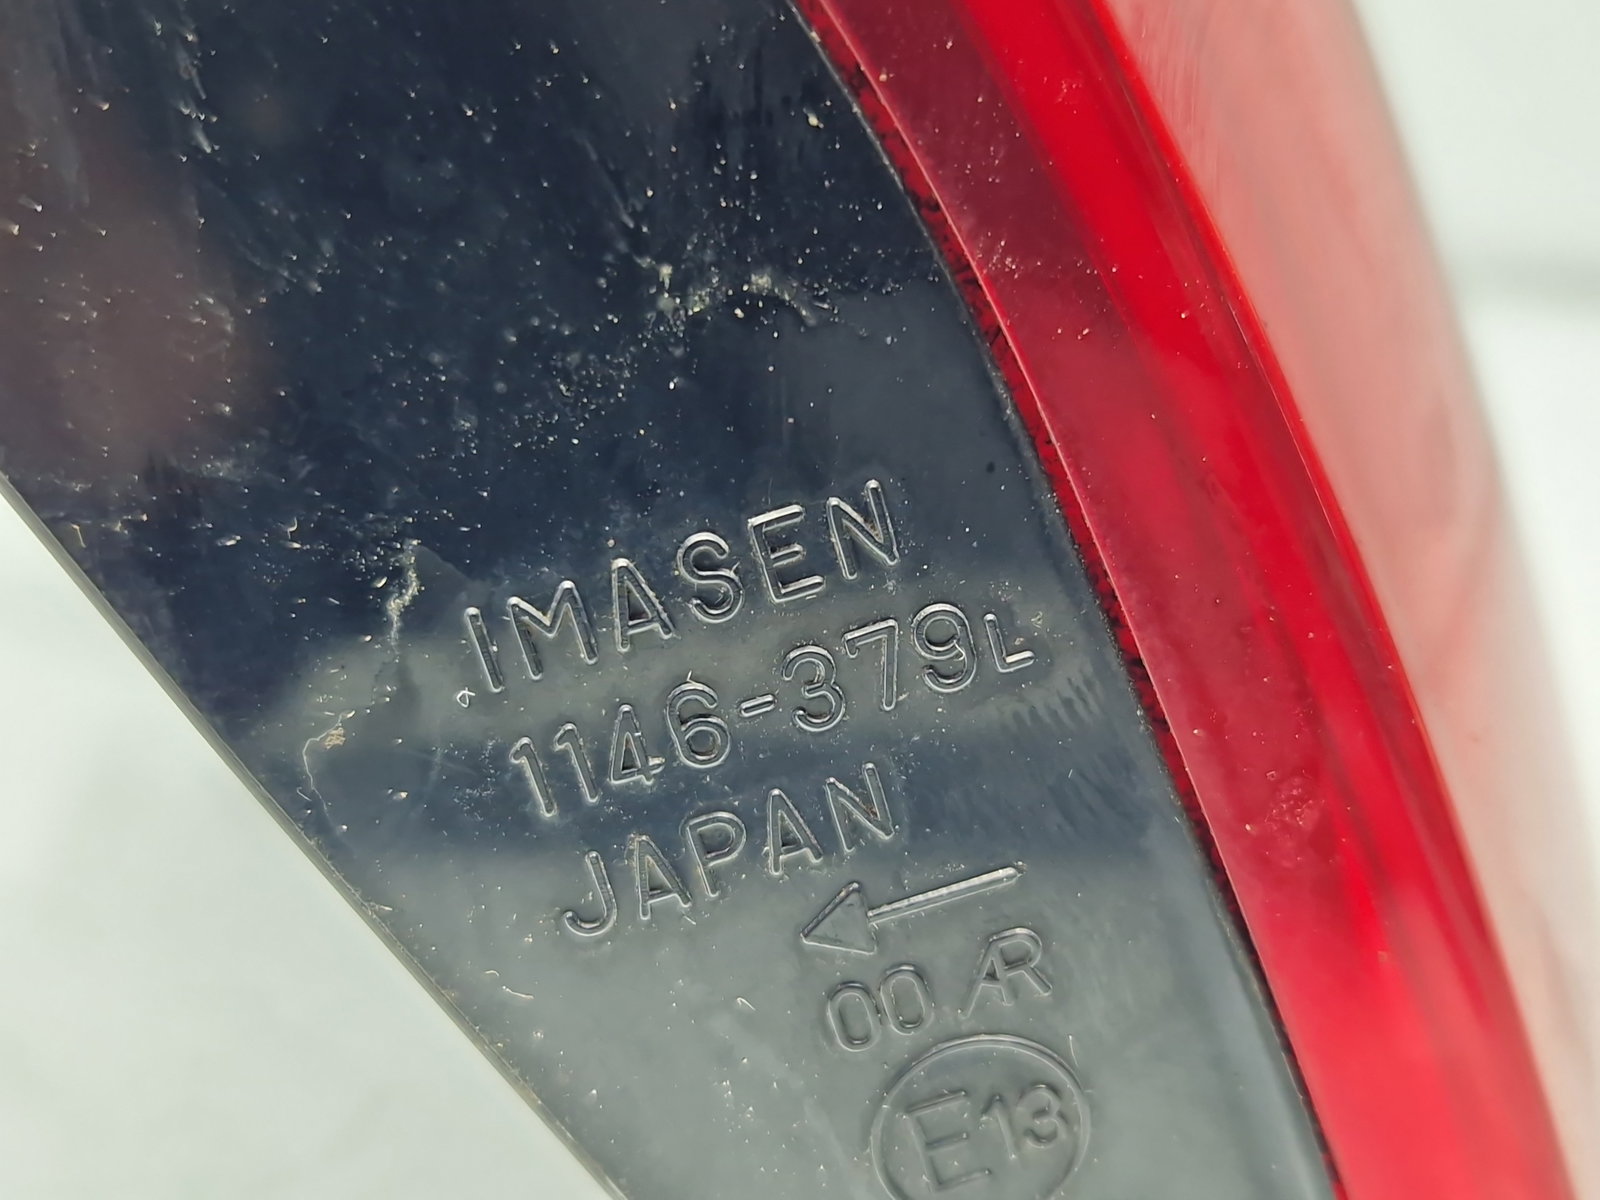 IMASEN
1146-379L
JAPAN
00 AR
E13